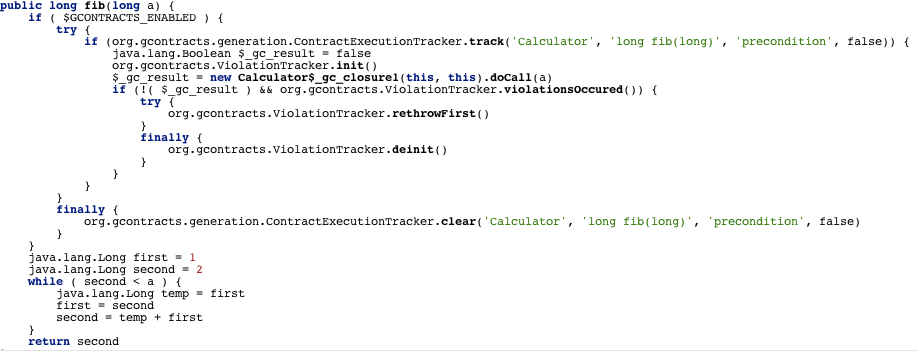 public long fib(long a) {
    if ( $GCONTRACTS_ENABLED ) {
        try {
            if (org.gcontracts.generation.ContractExecutionTracker.track('Calculator', 'long fib(long)', 'precondition', false)) {
                java.lang.Boolean $_gc_result = false
                org.gcontracts.ViolationTracker.init()
                $_gc_result = new Calculator$_gc_closure1(this, this).doCall(a)
                if (!( $_gc_result ) && org.gcontracts.ViolationTracker.violationsOccured()) {
                    try {
                        org.gcontracts.ViolationTracker.rethrowFirst()
                    }
                    finally {
                        org.gcontracts.ViolationTracker.deinit()
                    }
                }
            }
        }
        finally {
            org.gcontracts.generation.ContractExecutionTracker.clear('Calculator', 'long fib(long)', 'precondition', false)
        }
    }
    java.lang.Long first = 1
    java.lang.Long second = 2
    while ( second < a ) {
        java.lang.Long temp = first
        first = second
        second = temp + first
    }
    return second